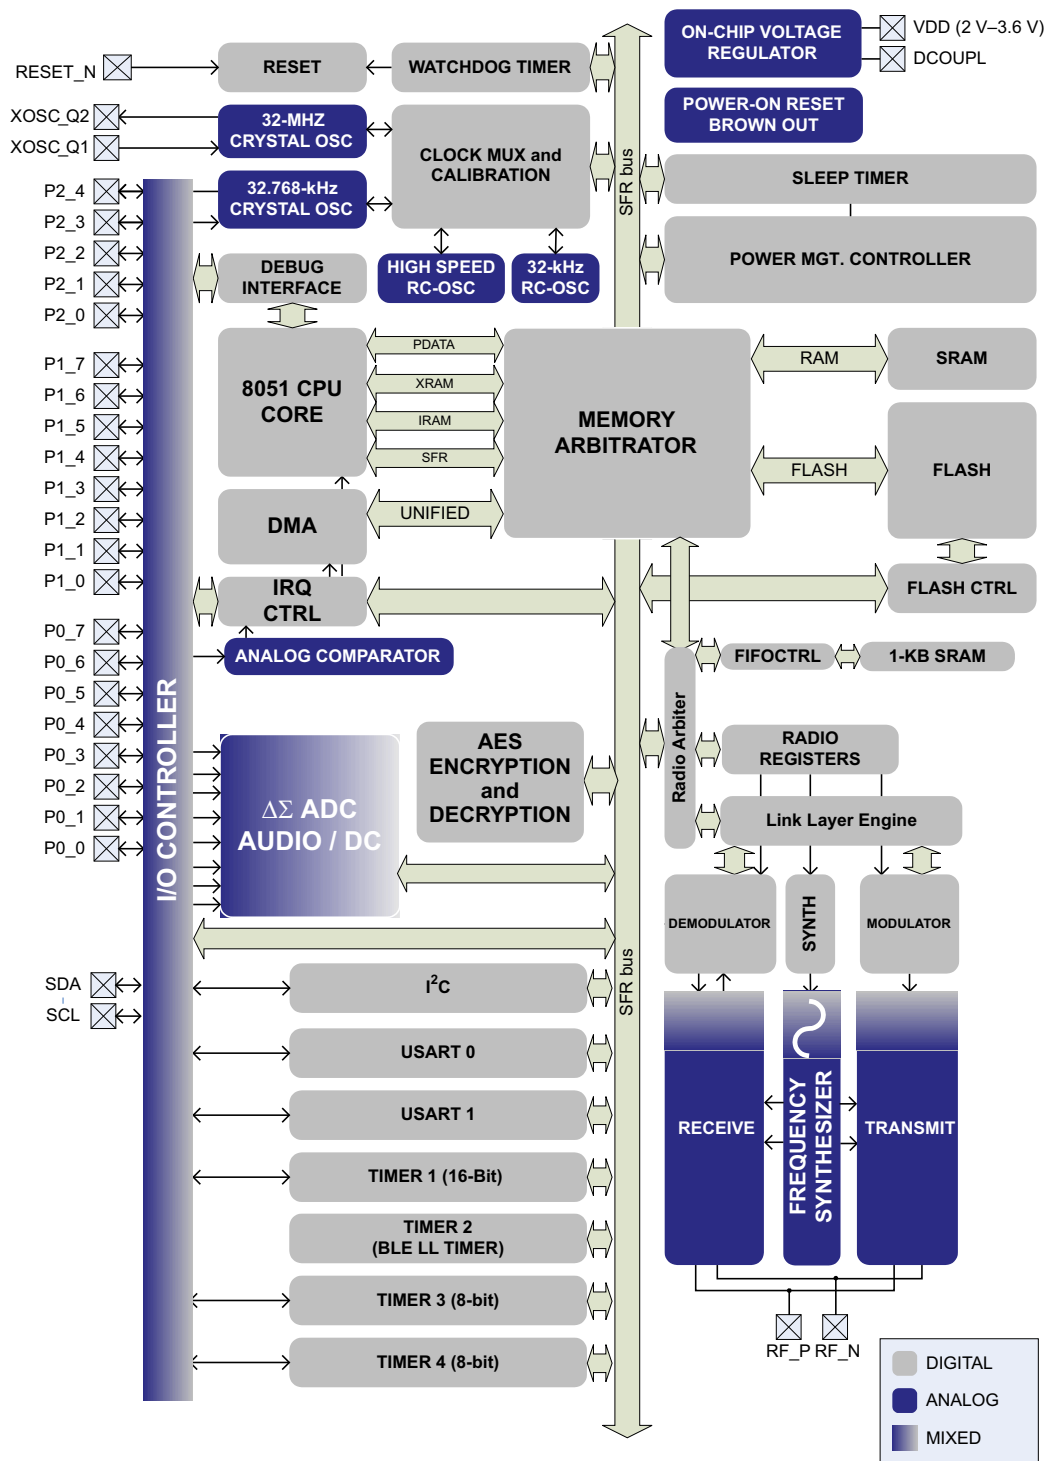 RESET_N
XOSC_Q2
XOSC_Q1
P2_4
P2_3
P2_2
P2_1
P2_0
P1_7
P1_6
P1_5
P1_4
P1_3
P1_2
P1_1
P1_0
P0_7
P0_6
P0_5
P0_4
P0_3
P0_2
P0_1
P0_0
SDA
SCL
I/O CONTROLLER
RESET
WATCHDOG TIMER
32-MHZ
CRYSTAL OSC
32.768-kHz
CRYSTAL OSC
CLOCK MUX and
CALIBRATION
DEBUG
INTERFACE
HIGH SPEED
RC-OSC
32-kHz
RC-OSC
8051 CPU
CORE
PDATA
XRAM
IRAM
SFR
DMA
UNIFIED
IRQ
CTRL
ANALOG COMPARATOR
MEMORY
ARBITRATOR
ΔΣ ADC
AUDIO / DC
AES
ENCRYPTION
and
DECRYPTION
I²C
USART 0
USART 1
TIMER 1 (16-Bit)
TIMER 2
(BLE LL TIMER)
TIMER 3 (8-bit)
TIMER 4 (8-bit)
SFR bus
SFR bus
ON-CHIP VOLTAGE
REGULATOR
VDD (2 V–3.6 V)
DCOUPL
POWER-ON RESET
BROWN OUT
SLEEP TIMER
POWER MGT. CONTROLLER
RAM
SRAM
FLASH
FLASH
FLASH CTRL
FIFOCTRL
1-KB SRAM
Radio Arbiter
RADIO
REGISTERS
Link Layer Engine
DEMODULATOR
SYNTH
MODULATOR
RECEIVE
FREQUENCY
SYNTHESIZER
TRANSMIT
RF_P
RF_N
DIGITAL
ANALOG
MIXED